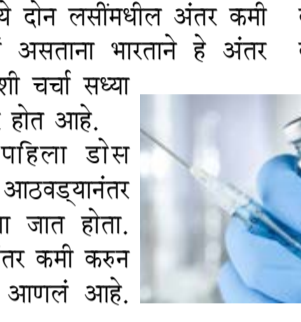 ये दोन लसींमधील अंतर कमी
असताना भारताने हे अंतर
शी चर्चा सध्या
होत आहे.
पहिला डोस
आठवड्यानंतर
ा जात होता.
तर कमी करुन
आणलं आहे.